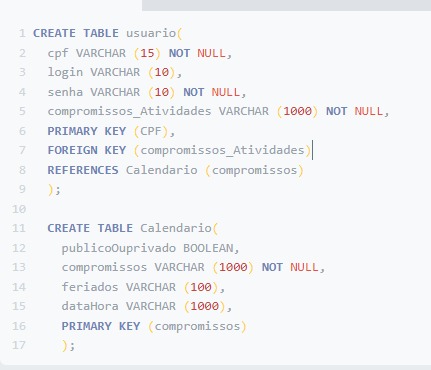 1 CREATE TABLE usuario(
2 cpf VARCHAR (15) NOT NULL,
3 login VARCHAR (10),
4 senha VARCHAR (10) NOT NULL,
5 compromissos_Atividades VARCHAR (1000) NOT NULL,
6 PRIMARY KEY (CPF),
7 FOREIGN KEY (compromissos_Atividades)
8 REFERENCES Calendario (compromissos)
9 );
10
11 CREATE TABLE Calendario(
12 publicoOuprivado BOOLEAN,
13 compromissos VARCHAR (1000) NOT NULL,
14 feriados VARCHAR (100),
15 dataHora VARCHAR (1000),
16 PRIMARY KEY (compromissos)
17 );